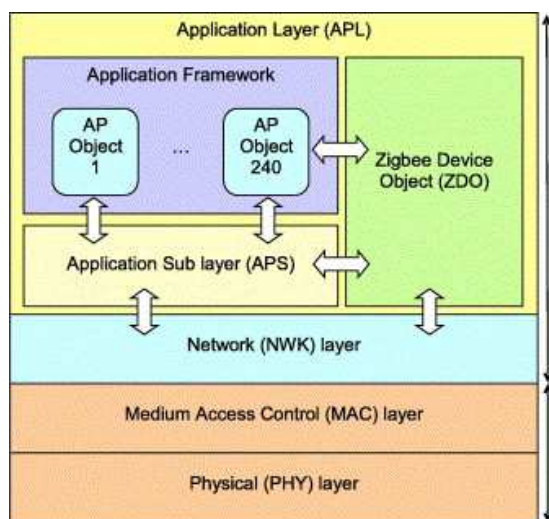 Application Layer (APL)
Application Framework
AP
Object
1
...
AP
Object
240
Zigbee Device
Object (ZDO)
Application Sub layer (APS)
Network (NWK) layer
Medium Access Control (MAC) layer
Physical (PHY) layer